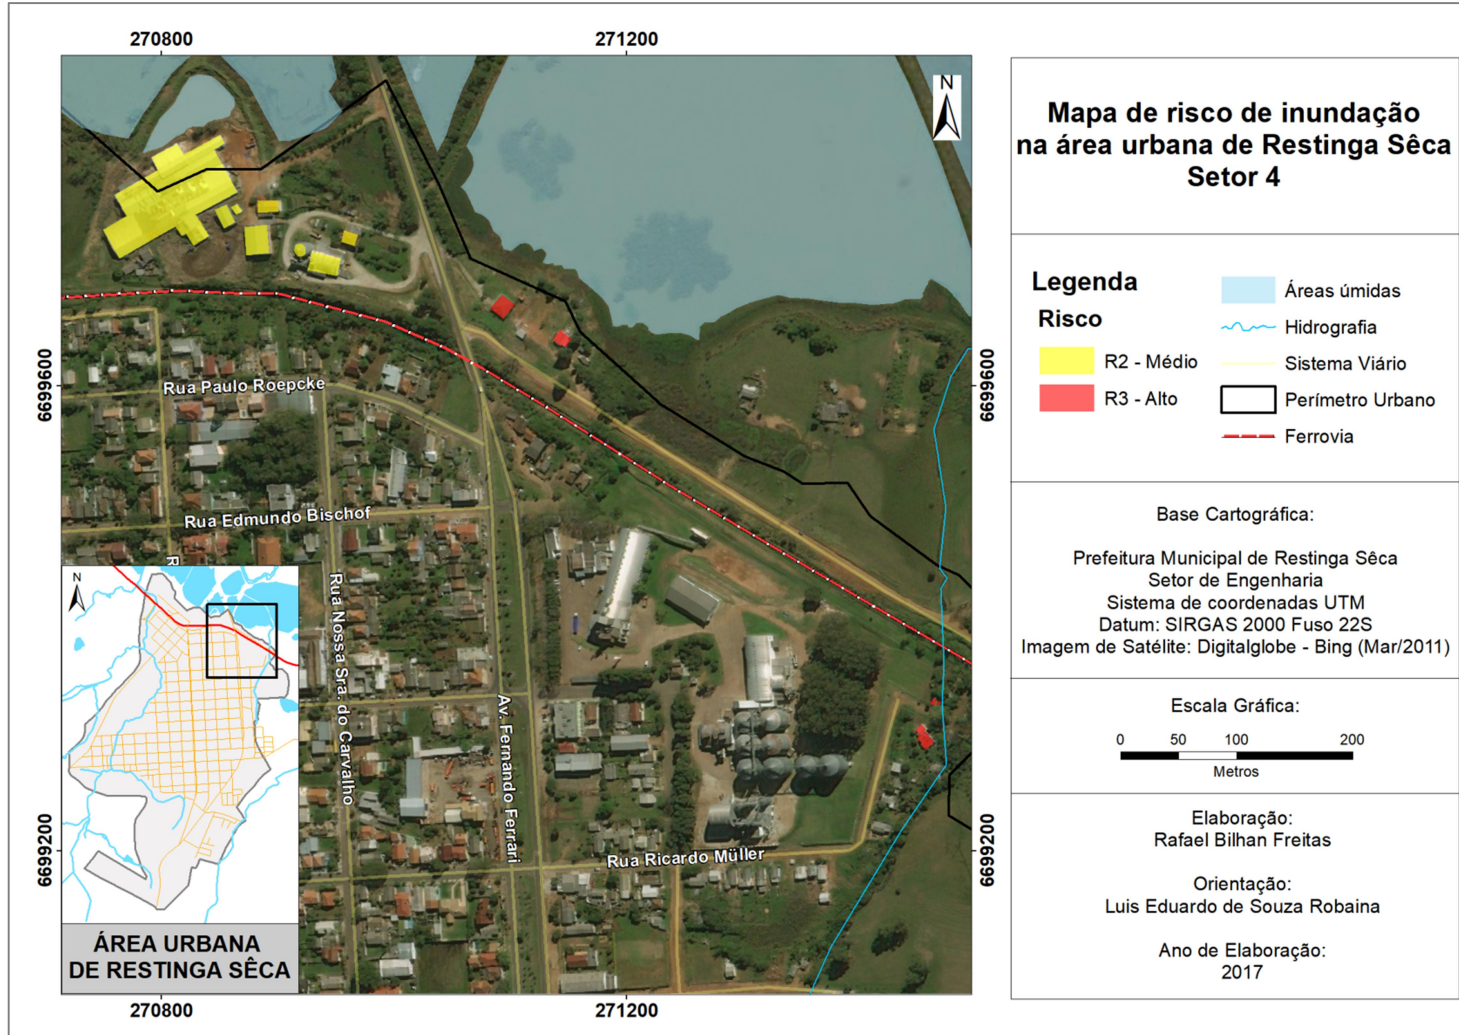 270800
271200
N
6699600
6699600
Rua Paulo Roepcke
Rua Edmundo Bischof
R
Rua Nossa Sra. do Carvalho
Av. Fernando Ferrari
Rua Ricardo Müller
6699200
6699200
N
ÁREA URBANA
DE RESTINGA SÊCA
270800
271200
Mapa de risco de inundação
na área urbana de Restinga Sêca
Setor 4
Legenda
Risco
R2 - Médio
R3 - Alto
Áreas úmidas
Hidrografia
Sistema Viário
Perímetro Urbano
Ferrovia
Base Cartográfica:
Prefeitura Municipal de Restinga Sêca
Setor de Engenharia
Sistema de coordenadas UTM
Datum: SIRGAS 2000 Fuso 22S
Imagem de Satélite: Digitalglobe - Bing (Mar/2011)
Escala Gráfica:
0 50 100 200
Metros
Elaboração:
Rafael Bilhan Freitas
Orientação:
Luis Eduardo de Souza Robaina
Ano de Elaboração:
2017